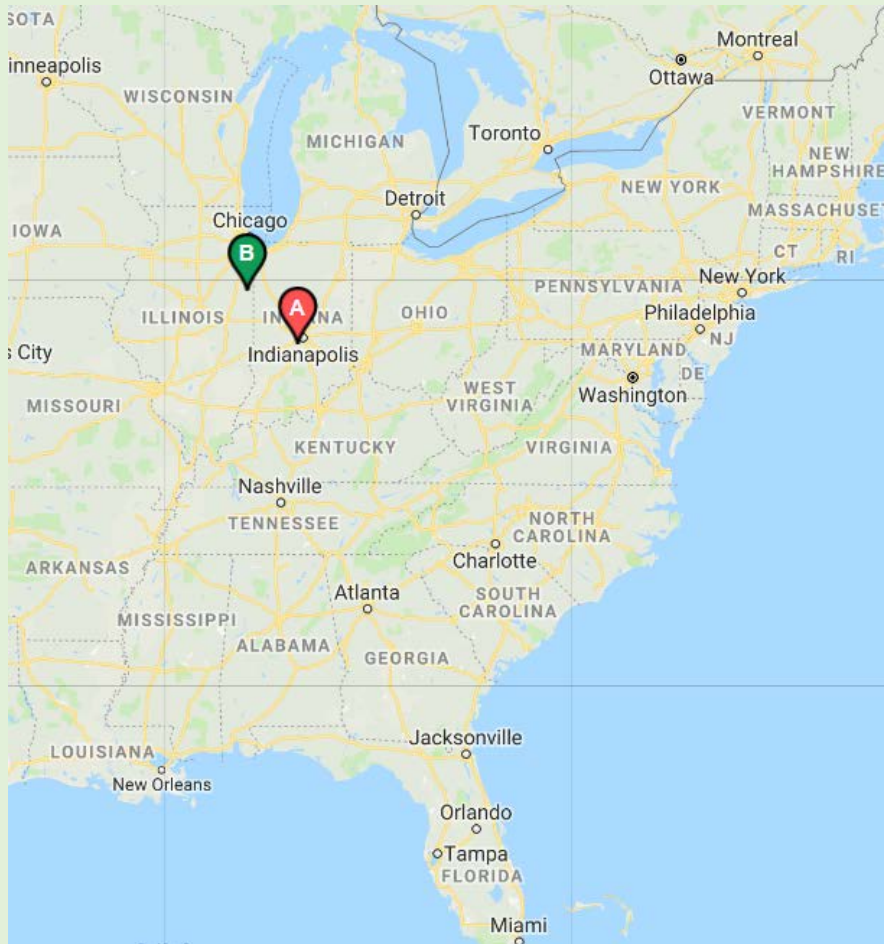 SOTA
inneapolis
WISCONSIN
MICHIGAN
Toronto
Ottawa
Montreal
VERMONT
NEW
HAMPSHIRE
NEW YORK
MASSACHUSET
Detroit
Chicago
IOWA
CT
RI
B
A
ILLINOIS
OHIO
PENNSYLVANIA
New York
Philadelphia
NJ
s City
Indianapolis
MARYLAND
DE
Washington
MISSOURI
WEST
VIRGINIA
KENTUCKY
VIRGINIA
Nashville
TENNESSEE
NORTH
CAROLINA
Charlotte
ARKANSAS
Atlanta
SOUTH
CAROLINA
MISSISSIPPI
ALABAMA
GEORGIA
LOUISIANA
New Orleans
Jacksonville
Orlando
Tampa
FLORIDA
Miami